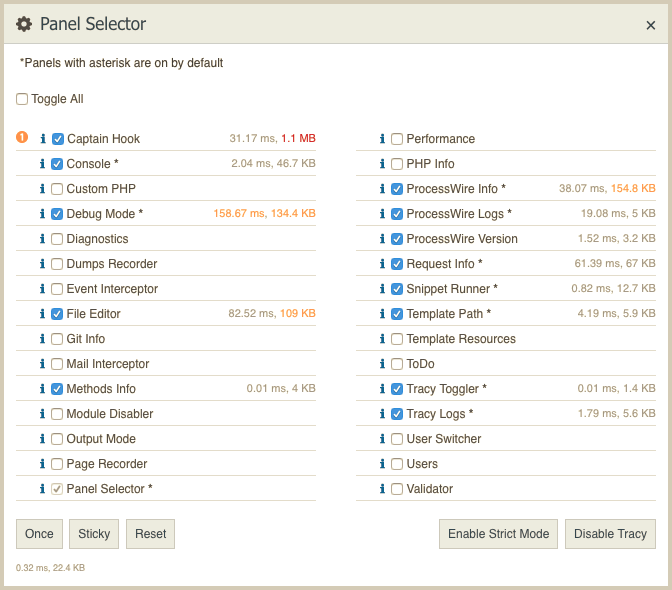 Panel Selector
×
*Panels with asterisk are on by default
Toggle All
1 Captain Hook 31.17 ms, 1.1 MB
Console * 2.04 ms, 46.7 KB
Custom PHP
Debug Mode * 158.67 ms, 134.4 KB
Diagnostics
Dumps Recorder
Event Interceptor
File Editor 82.52 ms, 109 KB
Git Info
Mail Interceptor
Methods Info 0.01 ms, 4 KB
Module Disabler
Output Mode
Page Recorder
Panel Selector *
Performance
PHP Info
ProcessWire Info * 38.07 ms, 154.8 KB
ProcessWire Logs * 19.08 ms, 5 KB
ProcessWire Version 1.52 ms, 3.2 KB
Request Info * 61.39 ms, 67 KB
Snippet Runner * 0.82 ms, 12.7 KB
Template Path * 4.19 ms, 5.9 KB
Template Resources
ToDo
Tracy Toggler * 0.01 ms, 1.4 KB
Tracy Logs * 1.79 ms, 5.6 KB
User Switcher
Users
Validator
Once Sticky Reset Enable Strict Mode Disable Tracy
0.32 ms, 22.4 KB